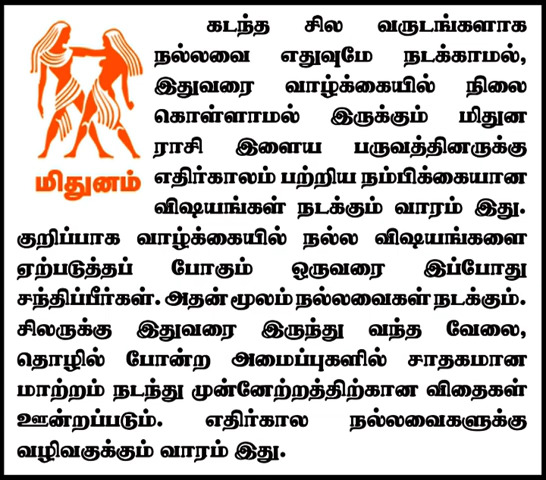 கடந்த சில வருடங்களாக
நல்லவை எதுவுமே நடக்காமல்,
இதுவரை வாழ்க்கையில் நிலை
கொள்ளாமல் இருக்கும் மிதுன
ராசி இளைய பருவத்தினருக்கு
எதிர்காலம் பற்றிய நம்பிக்கையான
விஷயங்கள் நடக்கும் வாரம் இது.
மிதுனம்
குறிப்பாக வாழ்க்கையில் நல்ல விஷயங்களை
ஏற்படுத்தப் போகும் ஒருவரை இப்போது
சந்திப்பீர்கள். அதன் மூலம் நல்லவைகள் நடக்கும்.
சிலருக்கு இதுவரை இருந்து வந்த வேலை,
தொழில் போன்ற அமைப்புகளில் சாதகமான
மாற்றம் நடந்து முன்னேற்றத்திற்கான விதைகள்
ஊன்றப்படும். எதிர்கால நல்லவைகளுக்கு
வழிவகுக்கும் வாரம் இது.